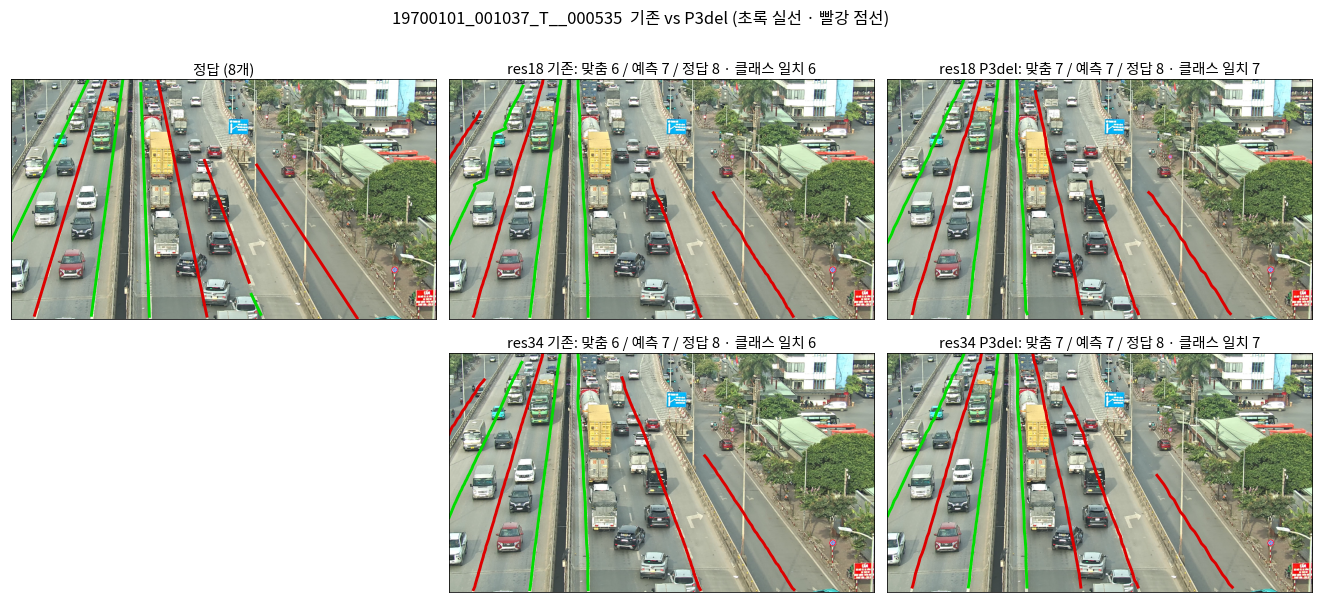 19700101_001037_T__000535 기존 vs P3del (초록 실선 · 빨강 점선)
정답 (8개)
res18 기존: 맞춤 6 / 예측 7 / 정답 8 · 클래스 일치 6
res18 P3del: 맞춤 7 / 예측 7 / 정답 8 · 클래스 일치 7
res34 기존: 맞춤 6 / 예측 7 / 정답 8 · 클래스 일치 6
res34 P3del: 맞춤 7 / 예측 7 / 정답 8 · 클래스 일치 7